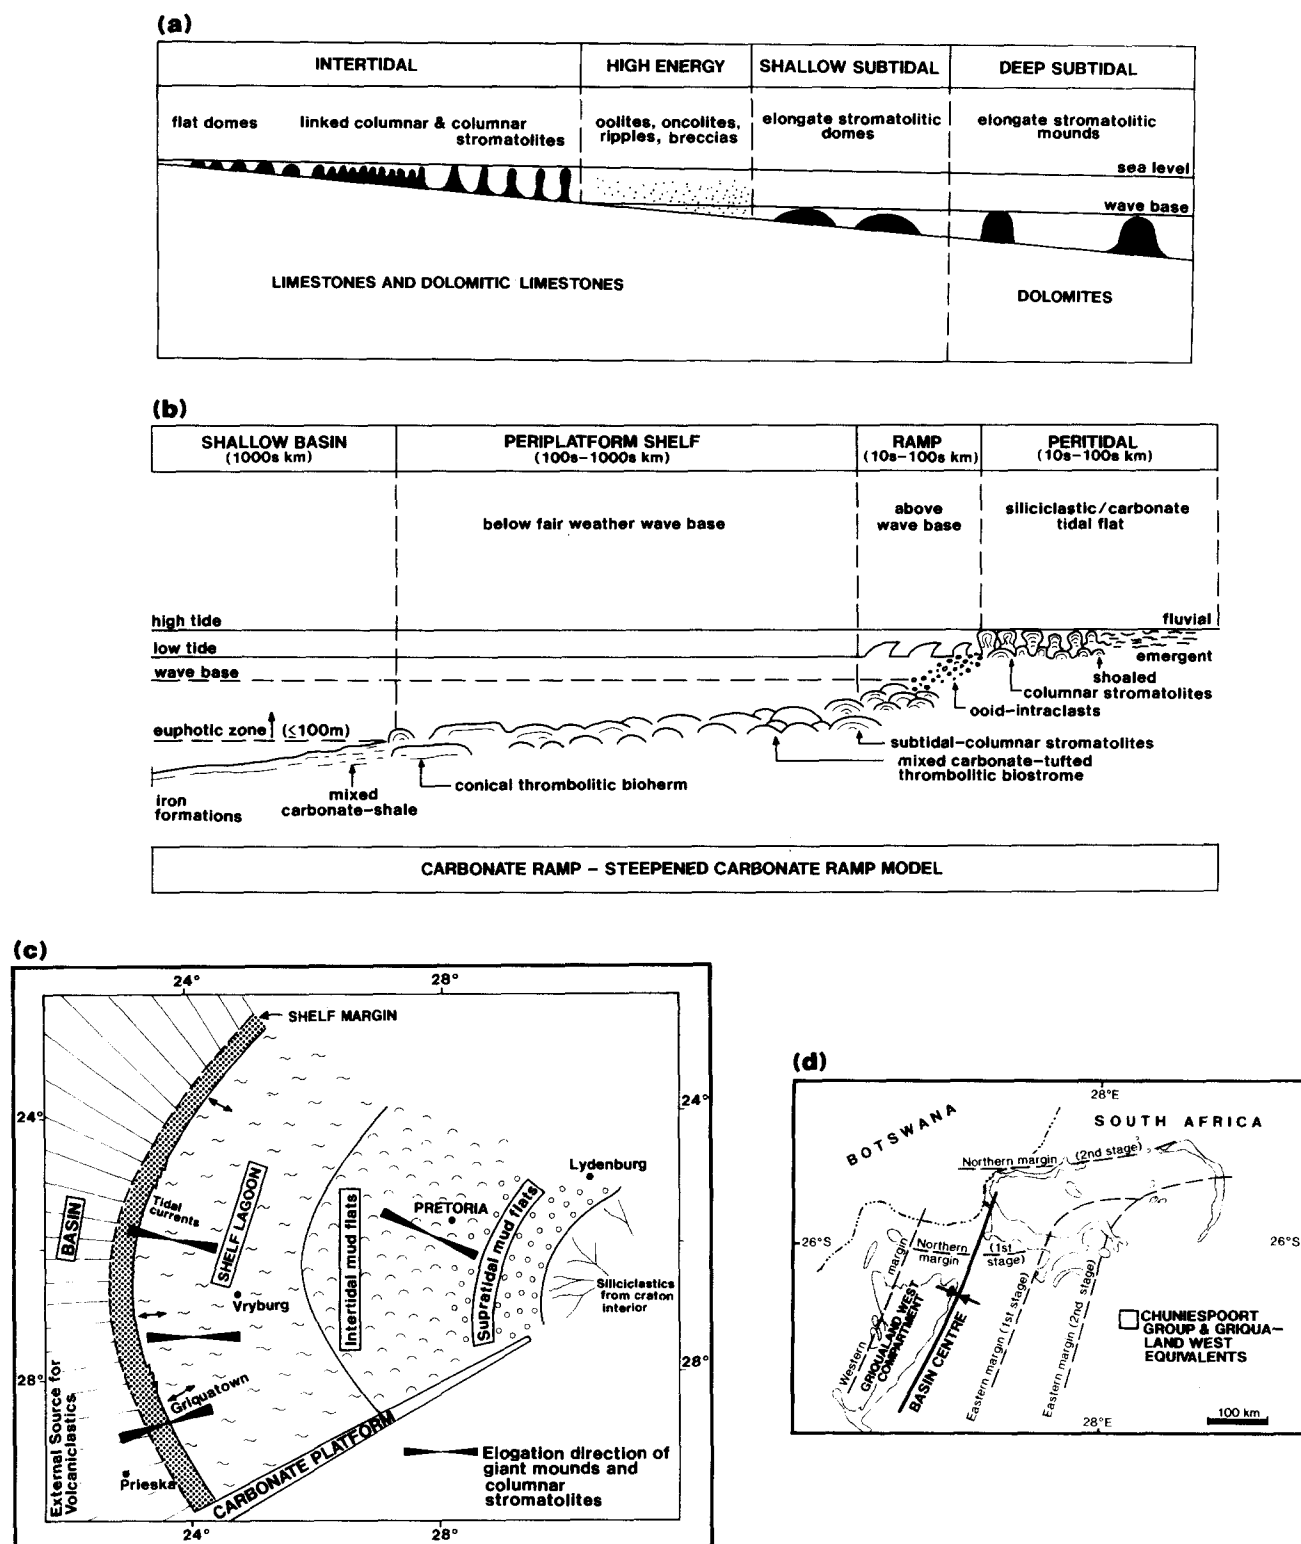 (a)
INTERTIDAL
HIGH ENERGY
SHALLOW SUBTIDAL
DEEP SUBTIDAL
flat domes
linked columnar & columnar
stromatolites
oolites, oncolites,
ripples, breccias
elongate stromatolitic
domes
elongate stromatolitic
mounds
sea level
wave base
LIMESTONES AND DOLOMITIC LIMESTONES
DOLOMITES
(b)
SHALLOW BASIN
(1000s km)
PERIPLATFORM SHELF
(100s–1000s km)
RAMP
(10s–100s km)
PERITIDAL
(10s–100s km)
below fair weather wave base
above
wave base
siliciclastic/carbonate
tidal flat
high tide
fluvial
low tide
emergent
wave base
shoaled
columnar stromatolites
ooid–intraclasts
euphotic zone (≤100m)
subtidal–columnar stromatolites
mixed carbonate–tufted
thrombolitic biostrome
conical thrombolitic bioherm
mixed
carbonate–shale
iron
formations
CARBONATE RAMP – STEEPENED CARBONATE RAMP MODEL
(c)
24°
28°
SHELF MARGIN
24°
24°
Lydenburg
PRETORIA
Tidal
currents
BASIN
SHELF LAGOON
Intertidal mud flats
Supratidal mud flats
Siliciclastics
from craton
interior
Vryburg
28°
28°
Griquatown
External Source for
Volcaniclastics
Prieska
CARBONATE PLATFORM
Elogation direction of
giant mounds and
columnar
stromatolites
24°
28°
(d)
28°E
BOTSWANA
SOUTH AFRICA
Northern margin (2nd stage)
26°S
26°S
Northern
margin
(1st
stage)
Western margin
GRIQUALAND WEST
COMPARTMENT
BASIN CENTRE
Eastern margin (1st stage)
Eastern margin (2nd stage)
CHUNIESPOORT
GROUP & GRIQUA–
LAND WEST
EQUIVALENTS
28°E
100 km